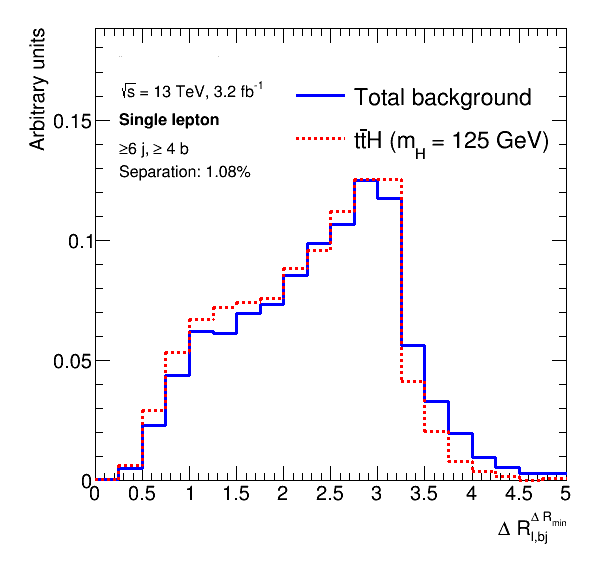 Arbitrary units
√s = 13 TeV, 3.2 fb⁻¹
Single lepton
≥6 j, ≥ 4 b
Separation: 1.08%
Total background
tt̄H (m_H = 125 GeV)
0.15
0.1
0.05
0
0 0.5 1 1.5 2 2.5 3 3.5 4 4.5 5
Δ R_{l,bj}^{Δ R_{min}}